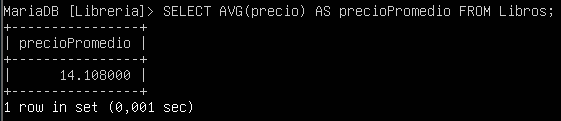 MariaDB [Libreria]> SELECT AVG(precio) AS precioPromedio FROM Libros;
+----------------+
| precioPromedio |
+----------------+
|      14.108000 |
+----------------+
1 row in set (0,001 sec)